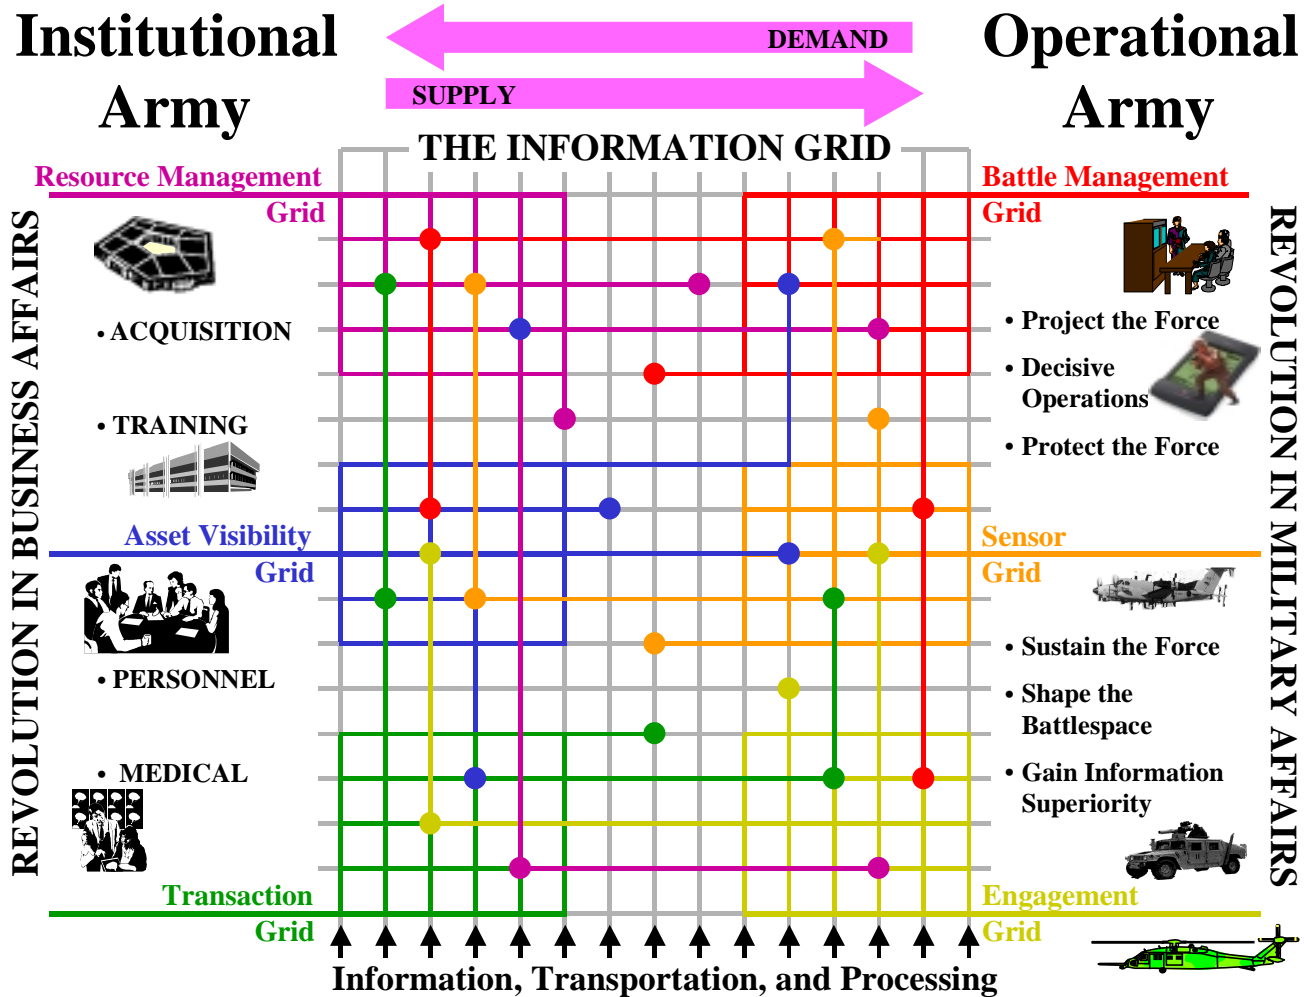 Institutional
Army
DEMAND
SUPPLY
Operational
Army
THE INFORMATION GRID
Resource Management
Grid
Battle Management
Grid
REVOLUTION IN BUSINESS AFFAIRS
• ACQUISITION
• TRAINING
Asset Visibility
Grid
• PERSONNEL
• MEDICAL
Transaction
Grid
• Project the Force
• Decisive
Operations
• Protect the Force
Sensor
Grid
• Sustain the Force
• Shape the
Battlespace
• Gain Information
Superiority
Engagement
Grid
REVOLUTION IN MILITARY AFFAIRS
Information, Transportation, and Processing